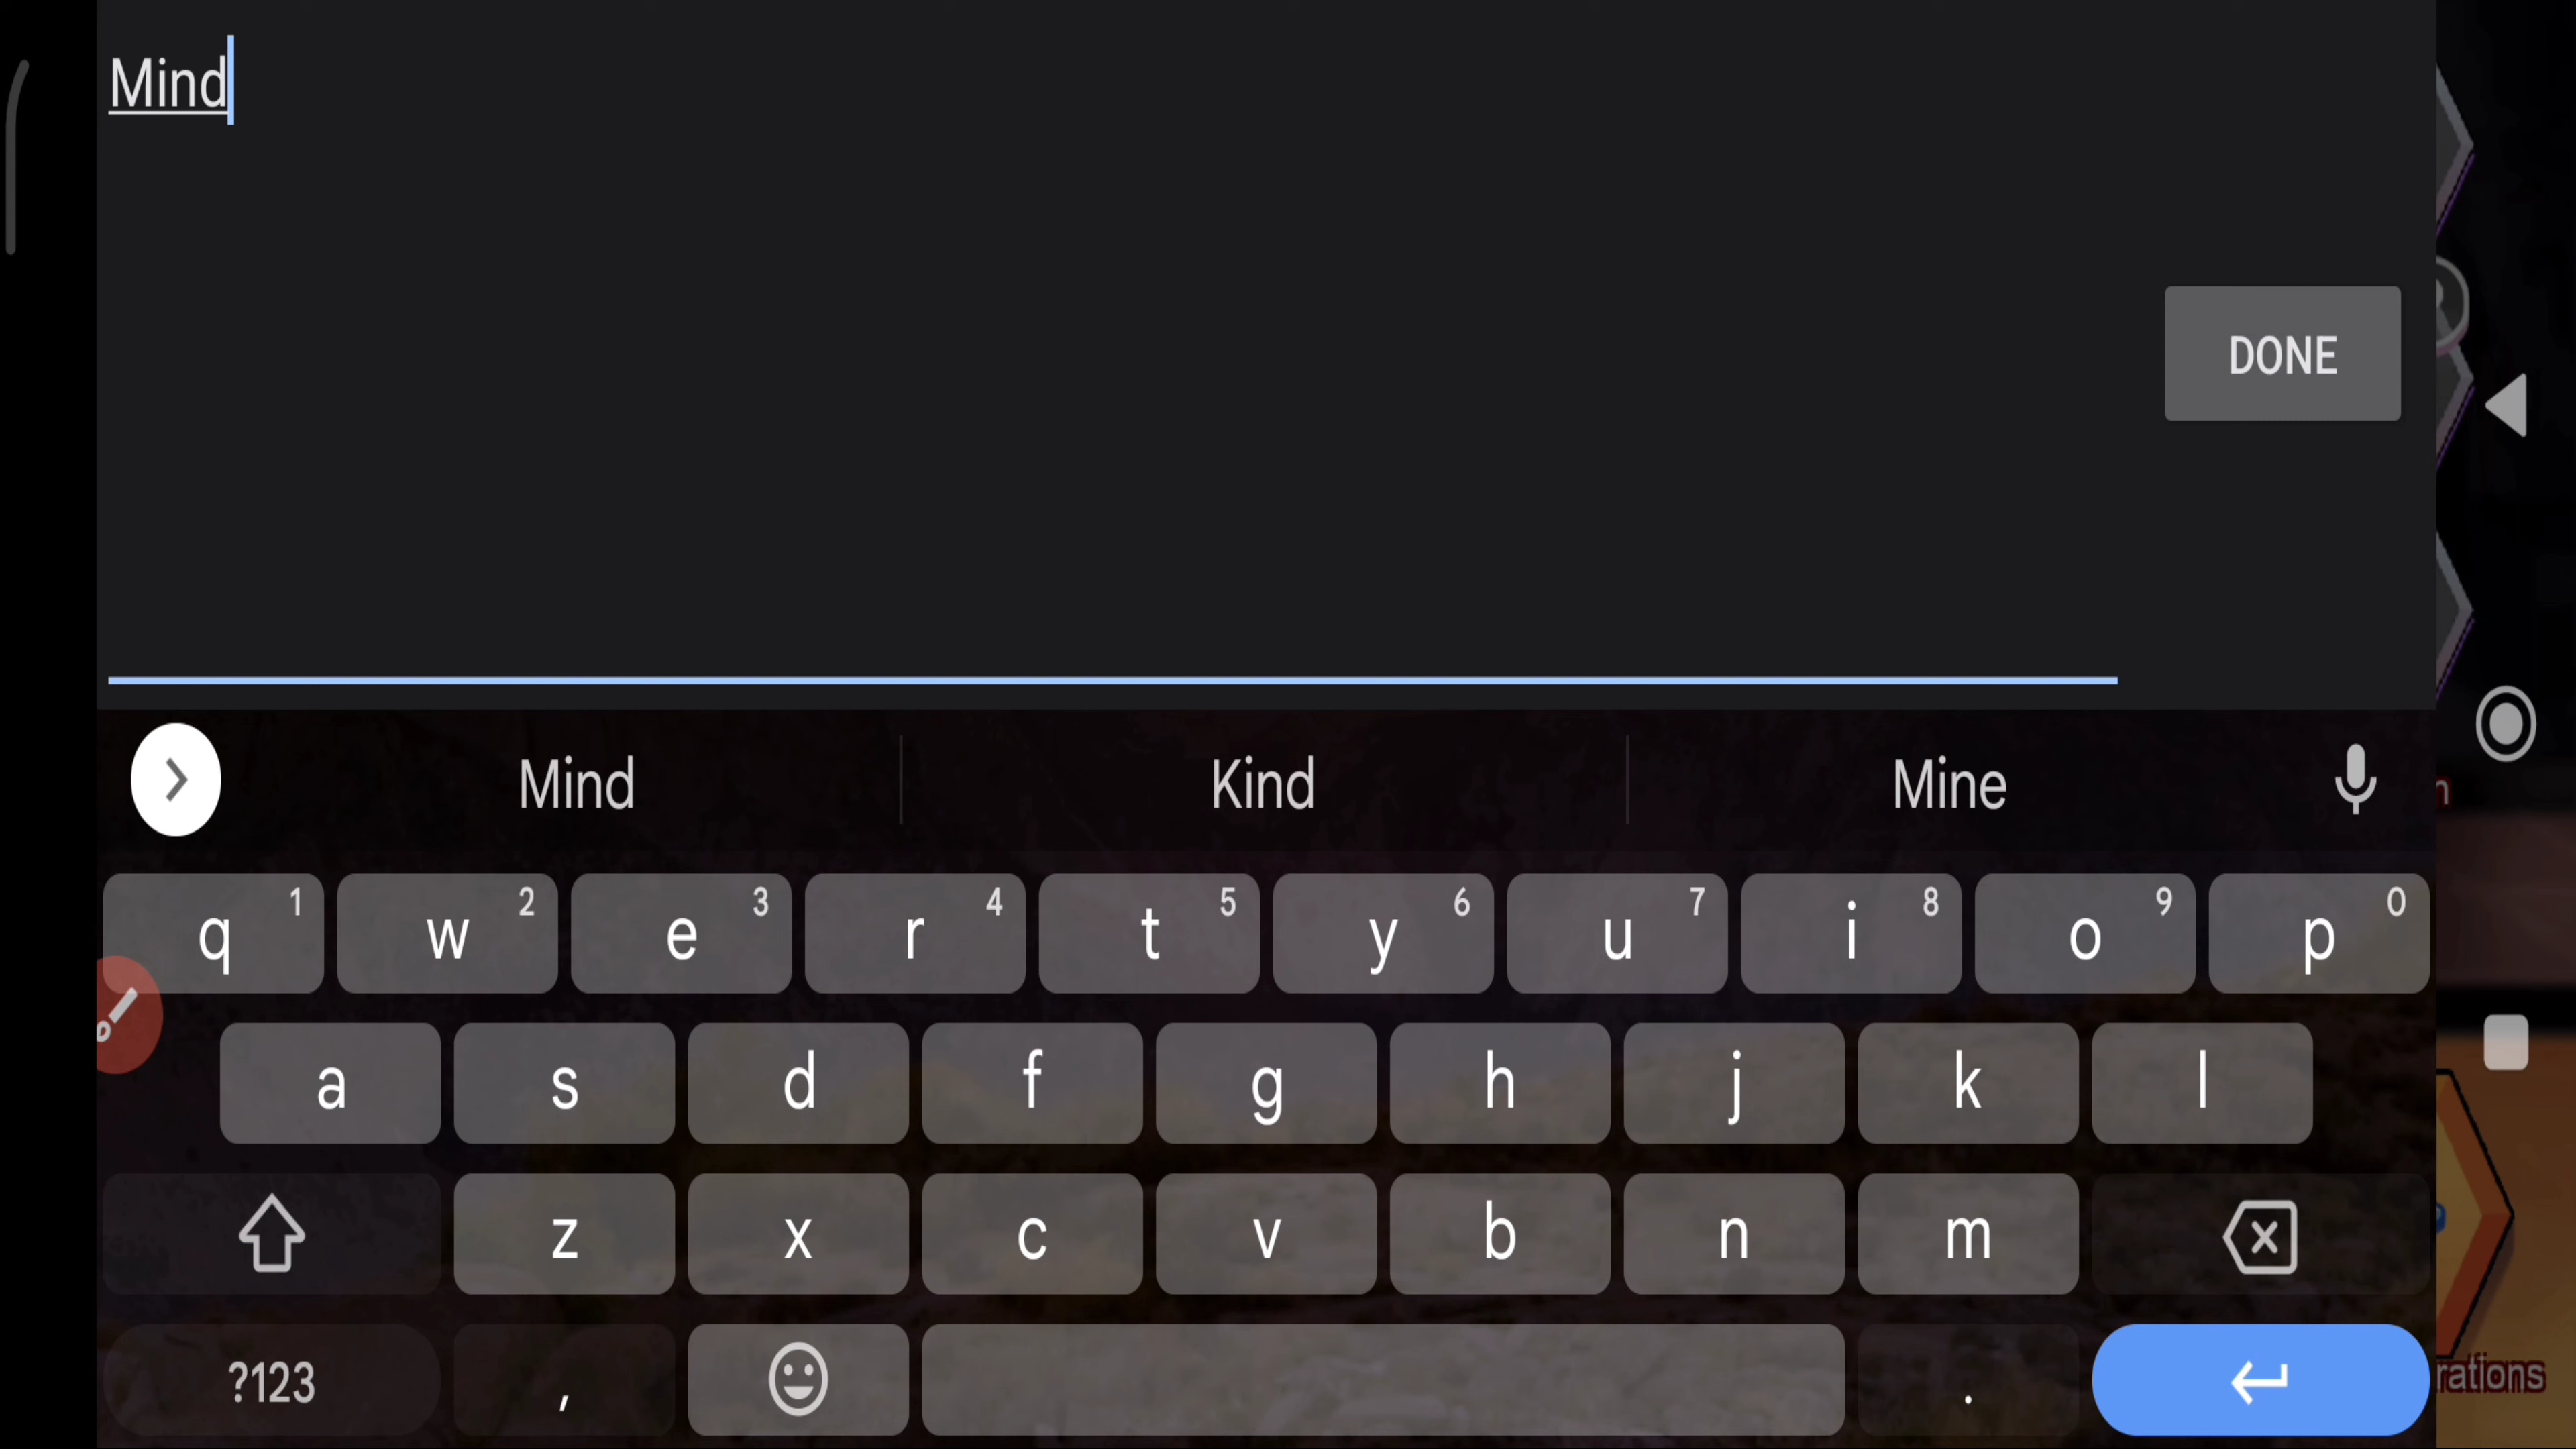 Mind
DONE
Mind Kind Mine
q 1 w 2 e 3 r 4 t 5 y 6 u 7 i 8 o 9 p 0
a s d f g h j k l
z x c v b n m
?123 , .
rations